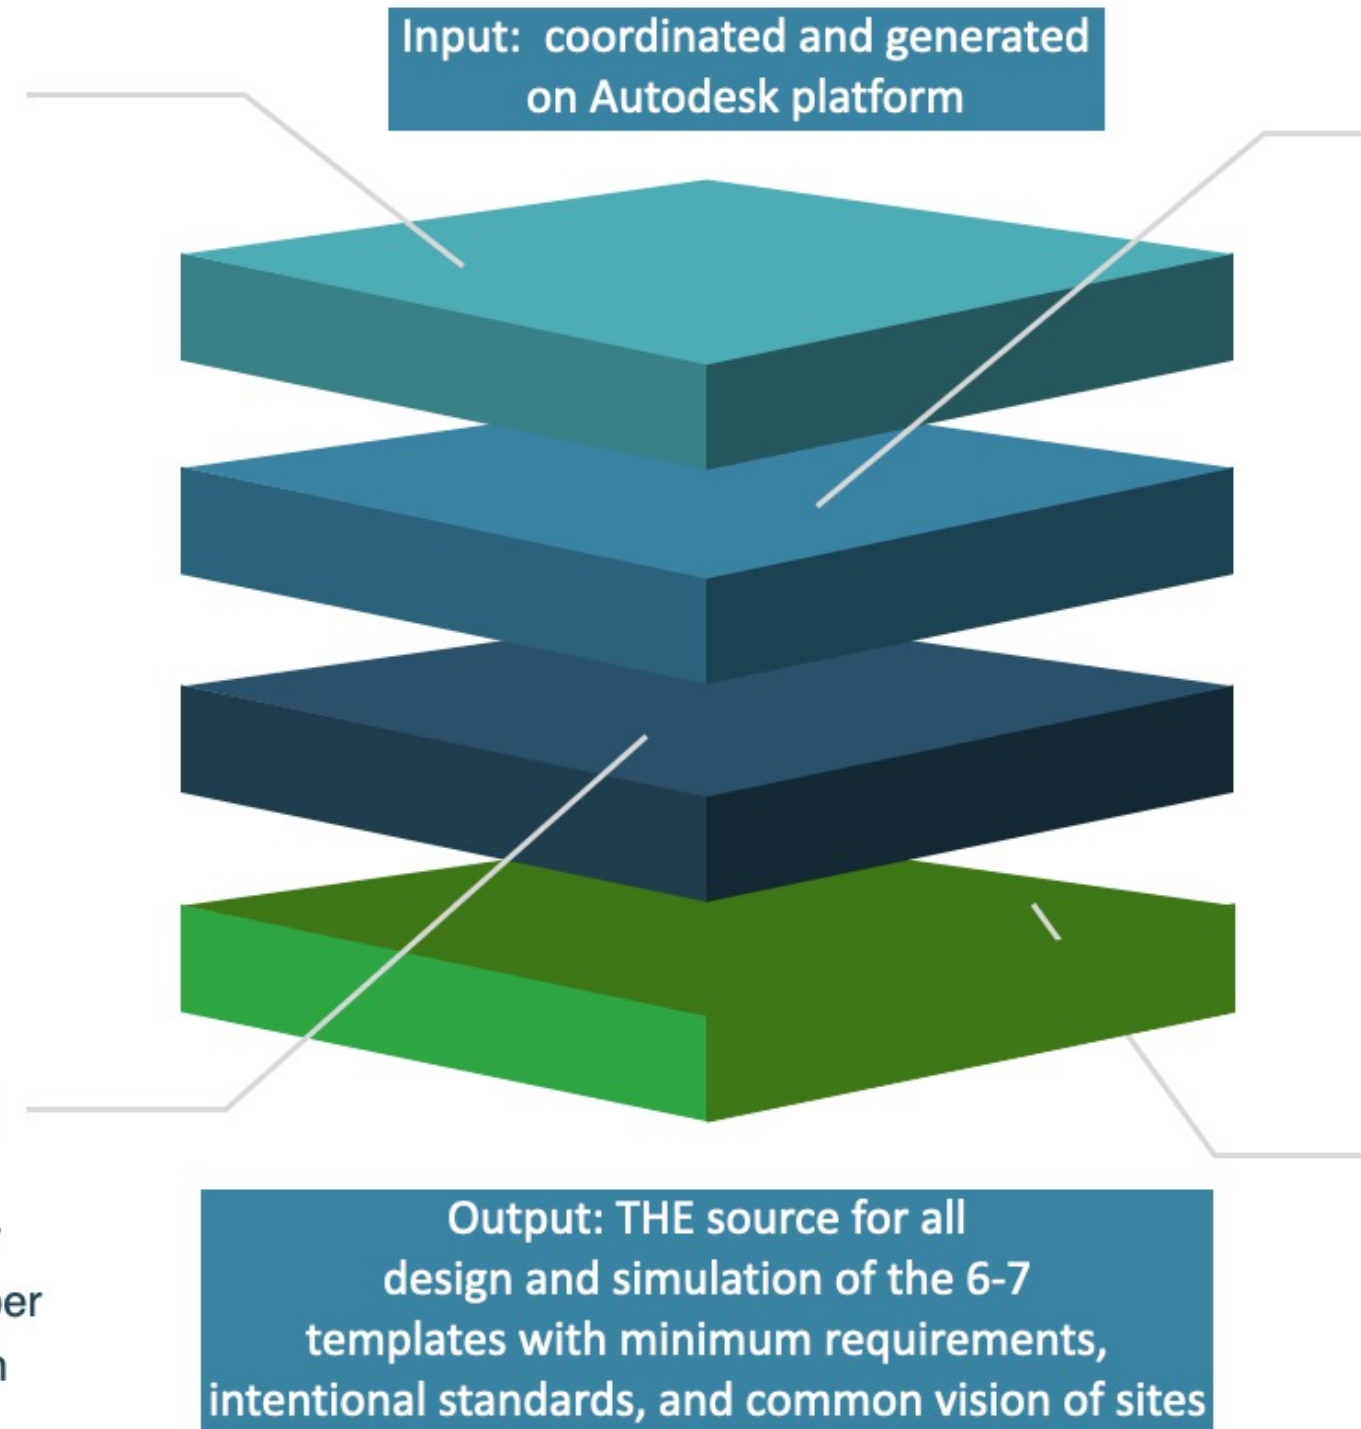 Input:  coordinated and generated
on Autodesk platform
Output: THE source for all
design and simulation of the 6-7
templates with minimum requirements,
intentional standards, and common vision of sites